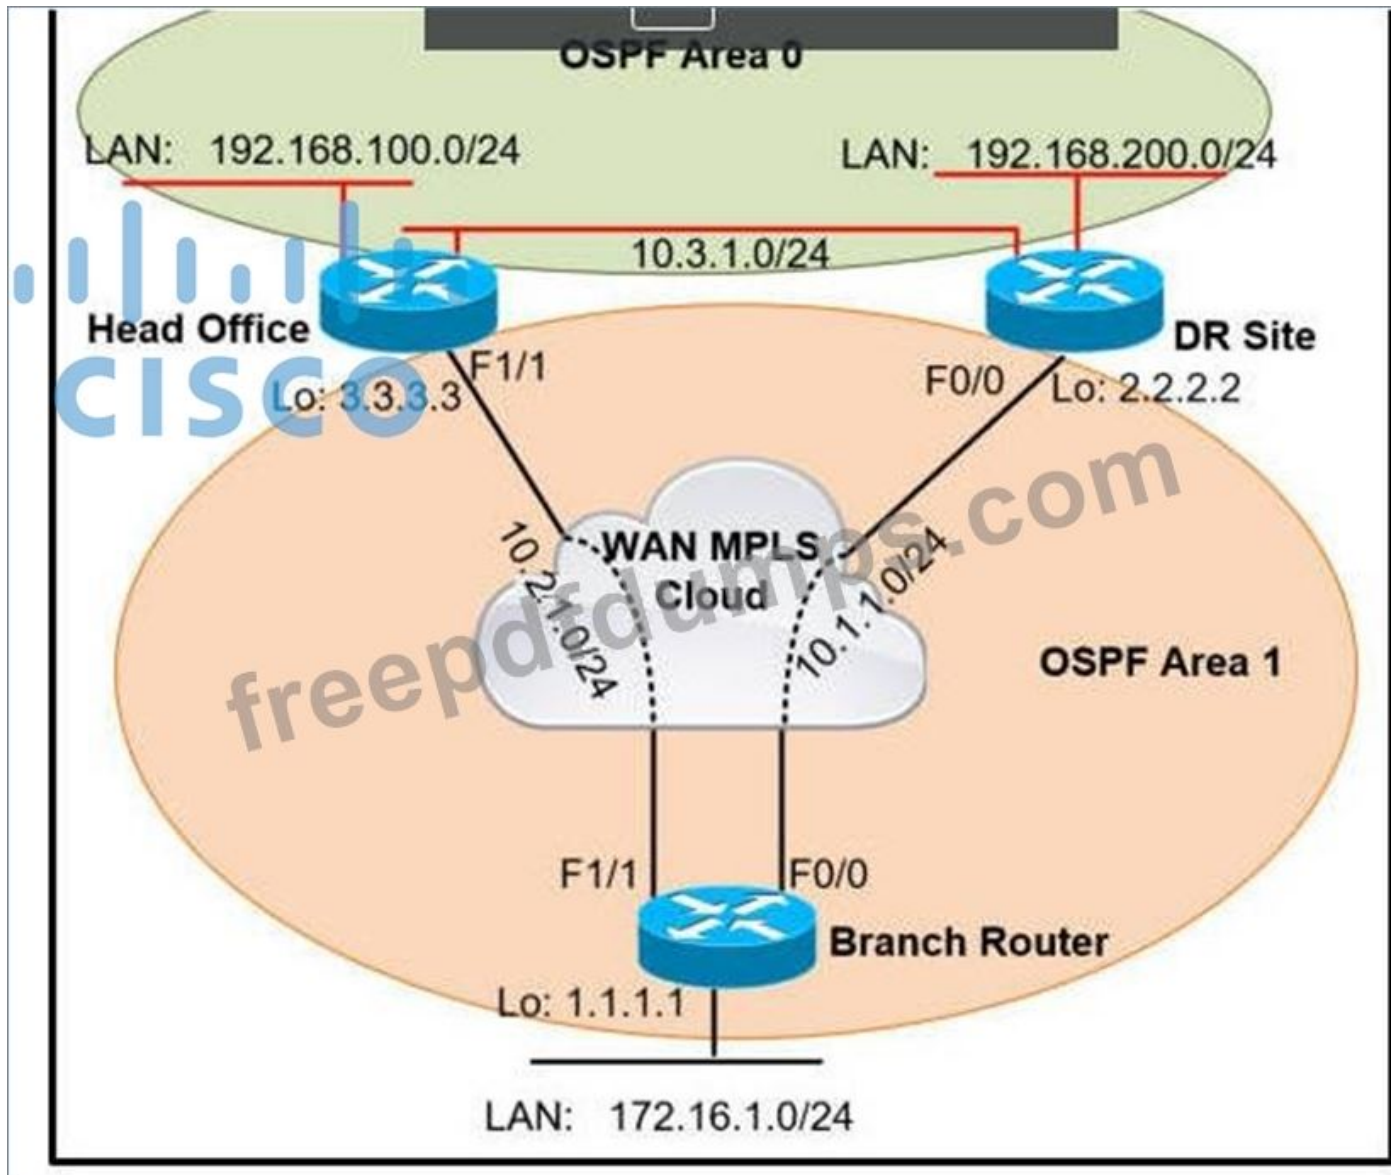 OSPF Area 0
LAN: 192.168.100.0/24
LAN: 192.168.200.0/24
10.3.1.0/24
Head Office
DR Site
F1/1
F0/0
Lo: 3.3.3.3
Lo: 2.2.2.2
CISCO
WAN MPLS
Cloud
10.2.1.0/24
10.1.1.0/24
freepdfdumps.com
OSPF Area 1
F1/1
F0/0
Branch Router
Lo: 1.1.1.1
LAN: 172.16.1.0/24